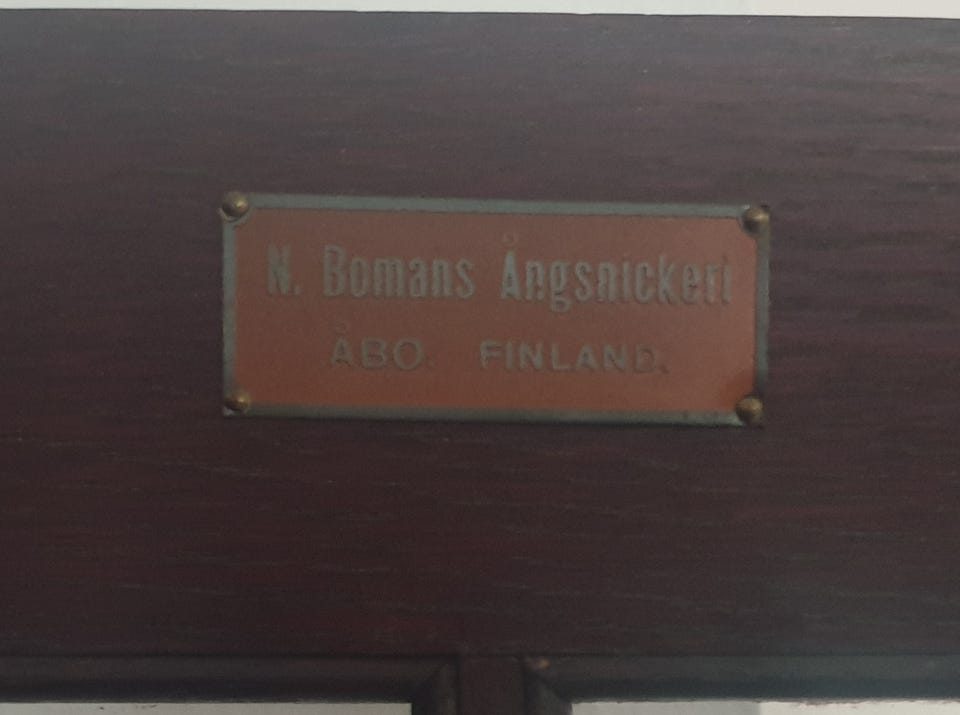 N. Bomans Ångsnickeri
ÅBO. FINLAND.